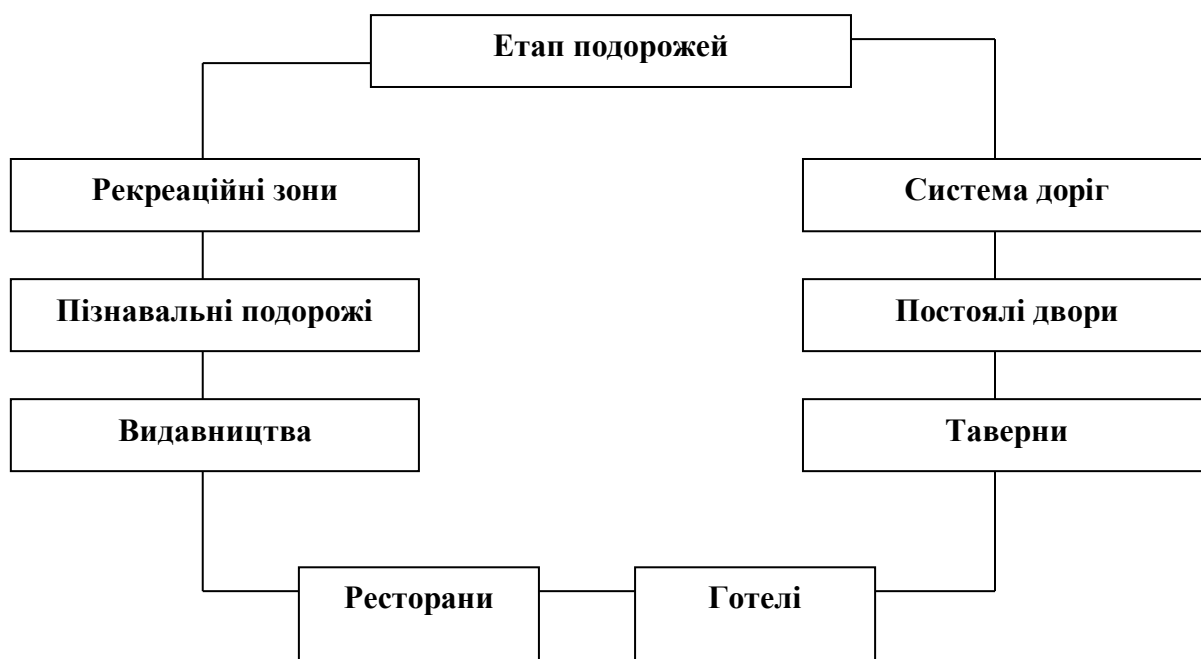 Етап подорожей
Рекреаційні зони
Система доріг
Пізнавальні подорожі
Постоялі двори
Видавництва
Таверни
Ресторани
Готелі